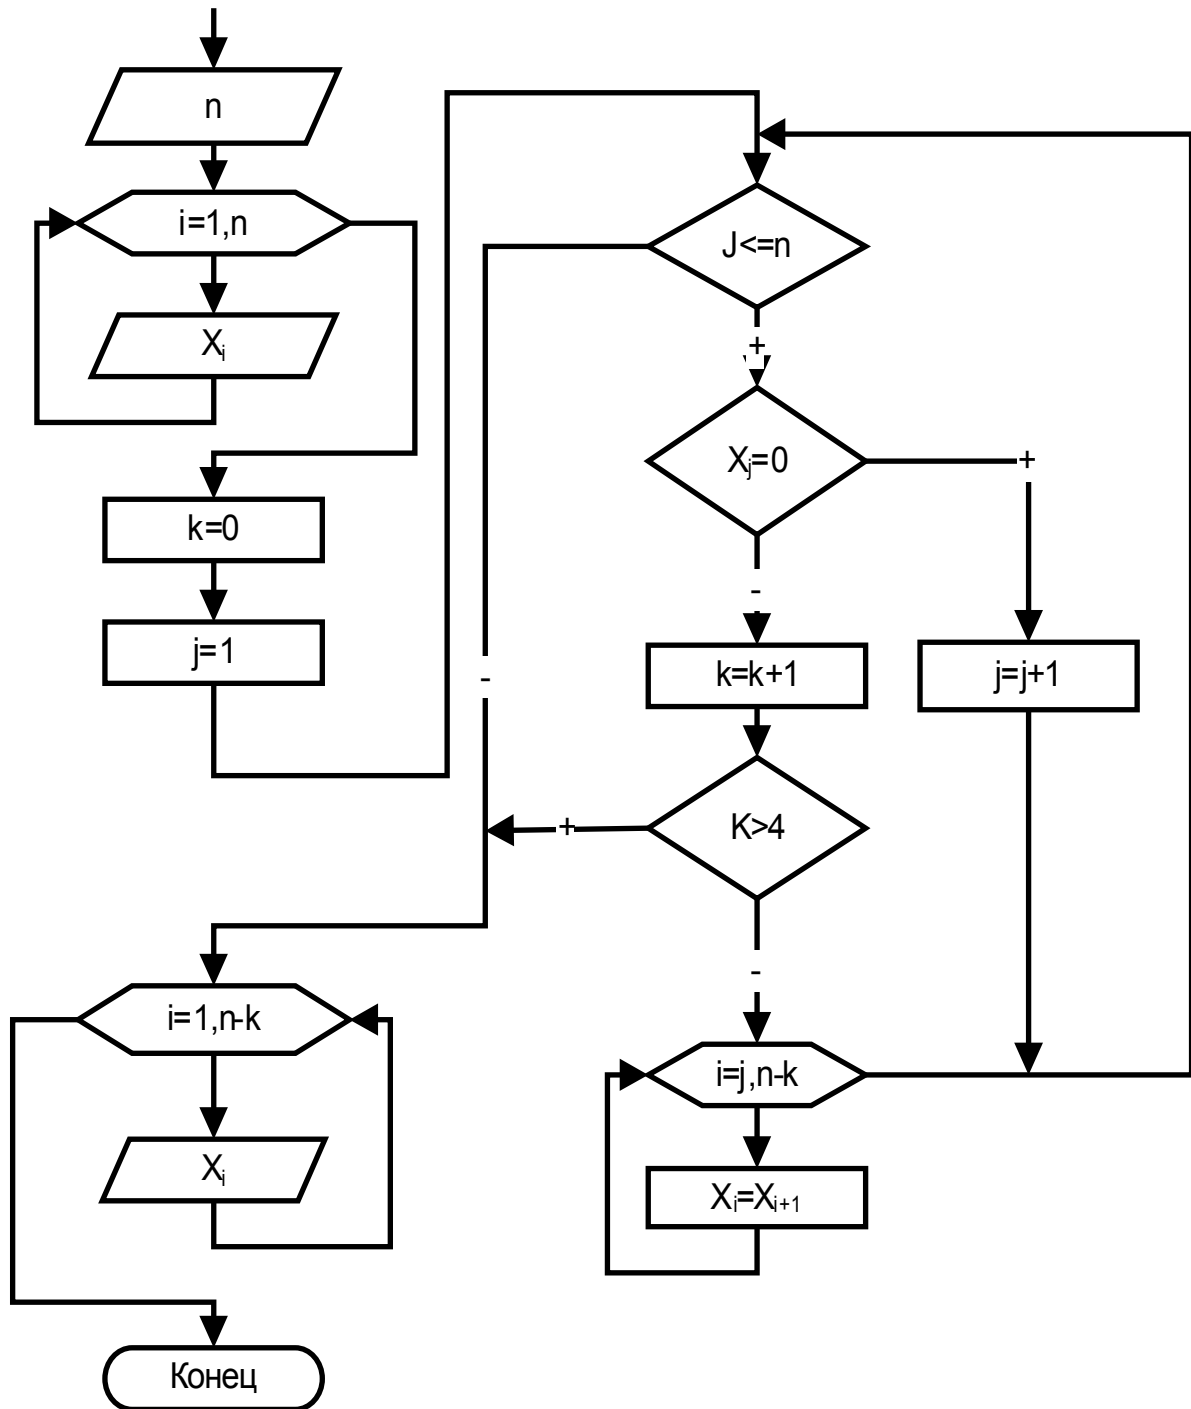 n
i=1,n
Xi
k=0
j=1
J<=n
+
Xj=0
+
-
k=k+1
j=j+1
-
K>4
+
-
i=1,n-k
Xi
i=j,n-k
Xi=Xi+1
Конец